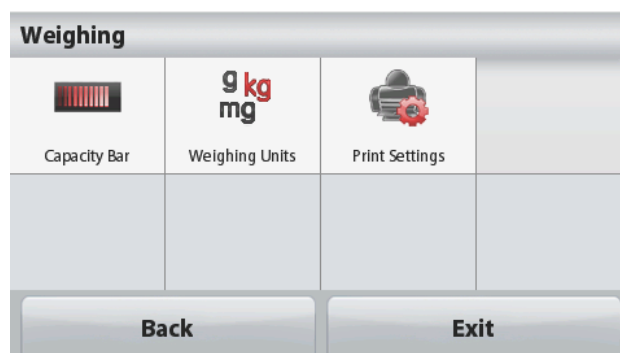 Weighing
g kg
mg
Capacity Bar
Weighing Units
Print Settings
Back
Exit